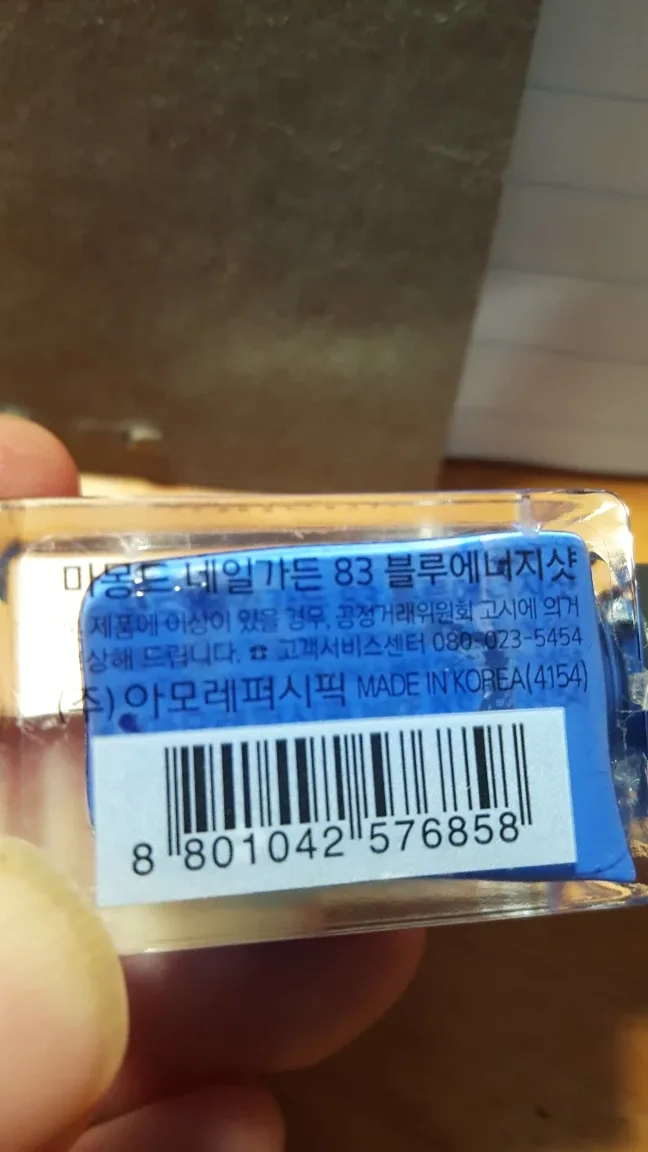 마몽드 네일가든 83 블루에너지샷
제품에 이상이 있을 경우, 공정거래위원회 고시에 의거
상해 드립니다. ☎ 고객서비스센터 080-023-5454
(주)아모레퍼시픽 MADE IN KOREA(4154)
8 801042 576858